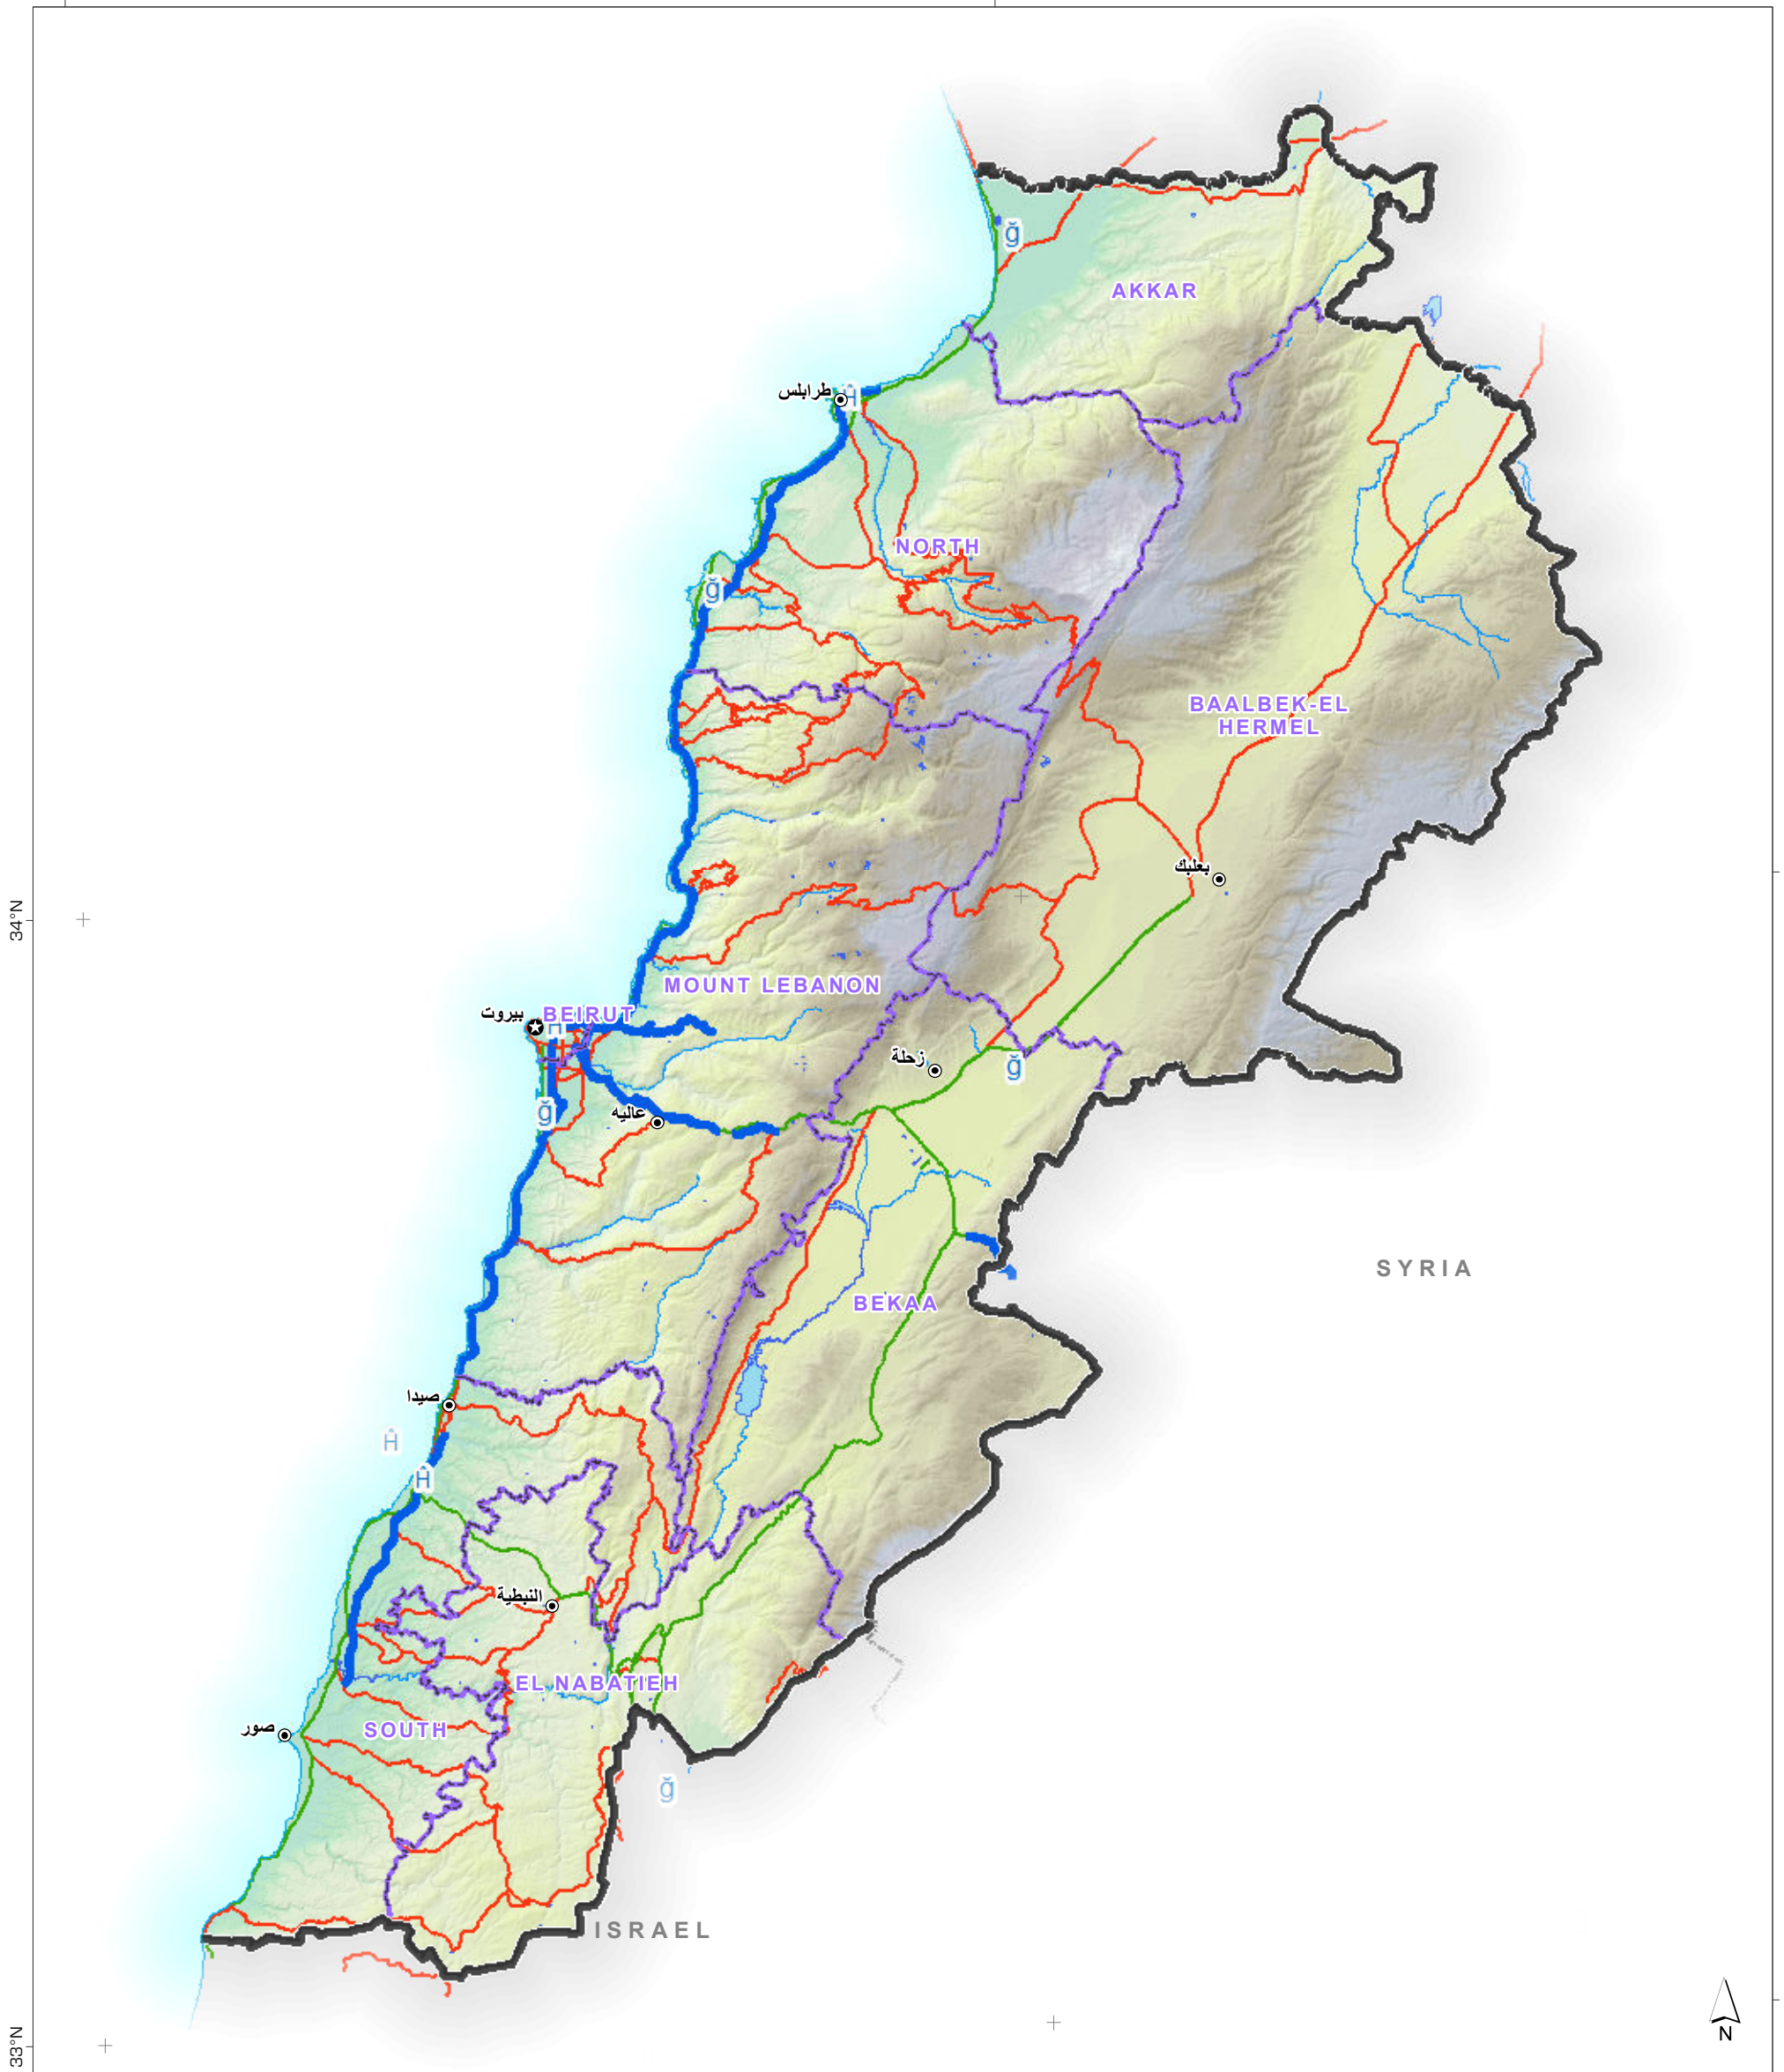 AKKAR
طرابلس
NORTH
BAALBEK-EL
HERMEL
بعلبك
34°N
MOUNT LEBANON
بيروت
BEIRUT
زحلة
عاليه
SYRIA
BEKAA
صيدا
Ĥ
Ĥ
النبطية
EL NABATIEH
SOUTH
صور
ğ
ISRAEL
N
33°N